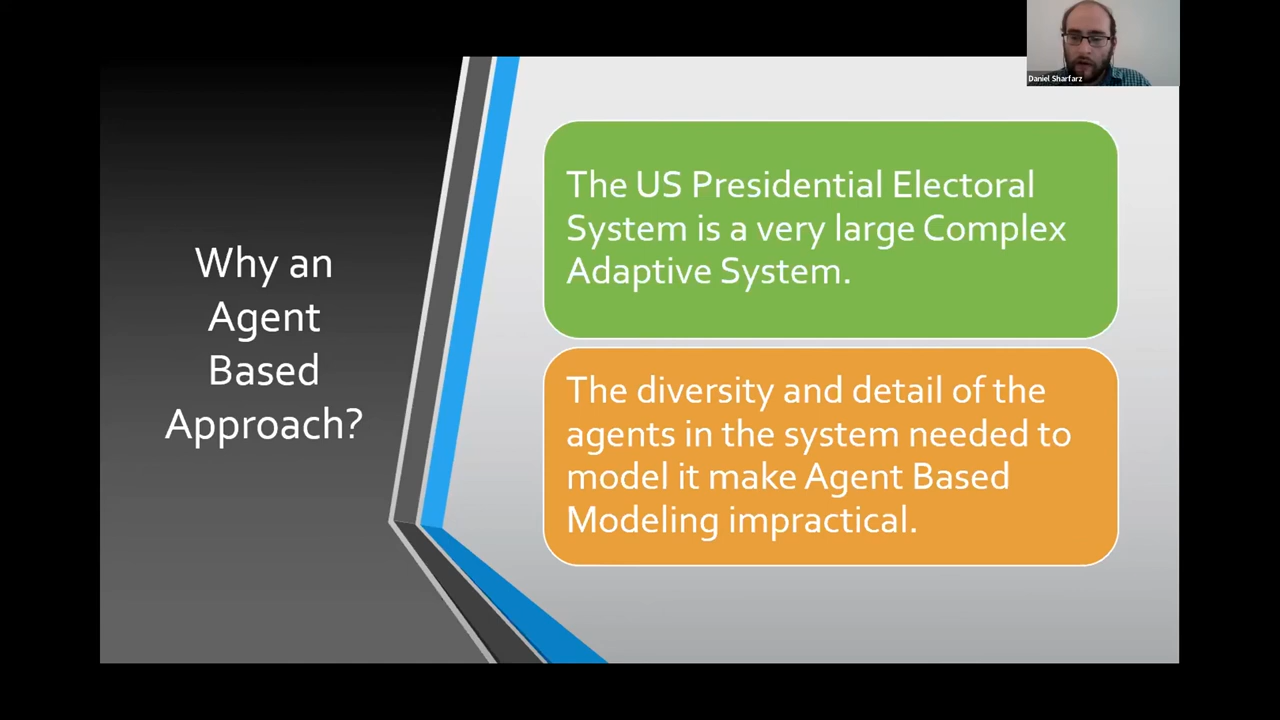 Daniel Sharfarz
Why an
Agent
Based
Approach?
The US Presidential Electoral
System is a very large Complex
Adaptive System.
The diversity and detail of the
agents in the system needed to
model it make Agent Based
Modeling impractical.